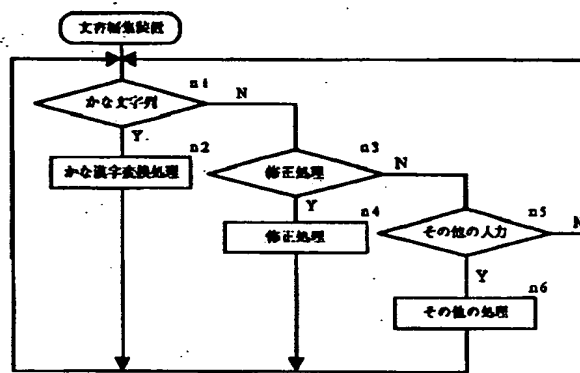 文書編集装置
かな文字列
n1
N
Y
n2
かな漢字変換処理
修正処理
n3
N
Y
n4
修正処理
その他の入力
n5
N
Y
n6
その他の処理